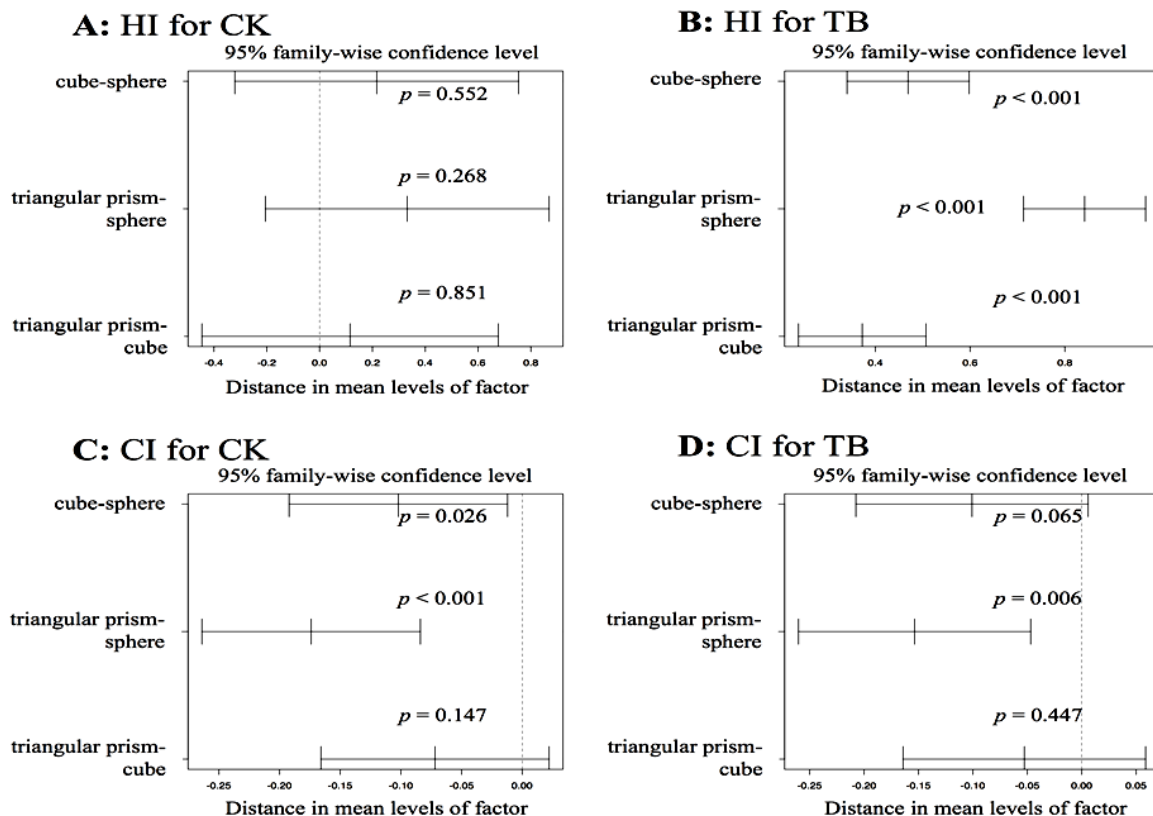 A: HI for CK
95% family-wise confidence level
cube-sphere
p = 0.552
triangular prism-
sphere
p = 0.268
triangular prism-
cube
p = 0.851
-0.4 -0.2 0.0 0.2 0.4 0.6 0.8
Distance in mean levels of factor
B: HI for TB
95% family-wise confidence level
cube-sphere
p < 0.001
triangular prism-
sphere
p < 0.001
triangular prism-
cube
p < 0.001
0.4 0.6 0.8
Distance in mean levels of factor
C: CI for CK
95% family-wise confidence level
cube-sphere
p = 0.026
triangular prism-
sphere
p < 0.001
triangular prism-
cube
p = 0.147
-0.25 -0.20 -0.15 -0.10 -0.05 0.00
Distance in mean levels of factor
D: CI for TB
95% family-wise confidence level
cube-sphere
p = 0.065
triangular prism-
sphere
p = 0.006
triangular prism-
cube
p = 0.447
-0.25 -0.20 -0.15 -0.10 -0.05 0.00 0.05
Distance in mean levels of factor